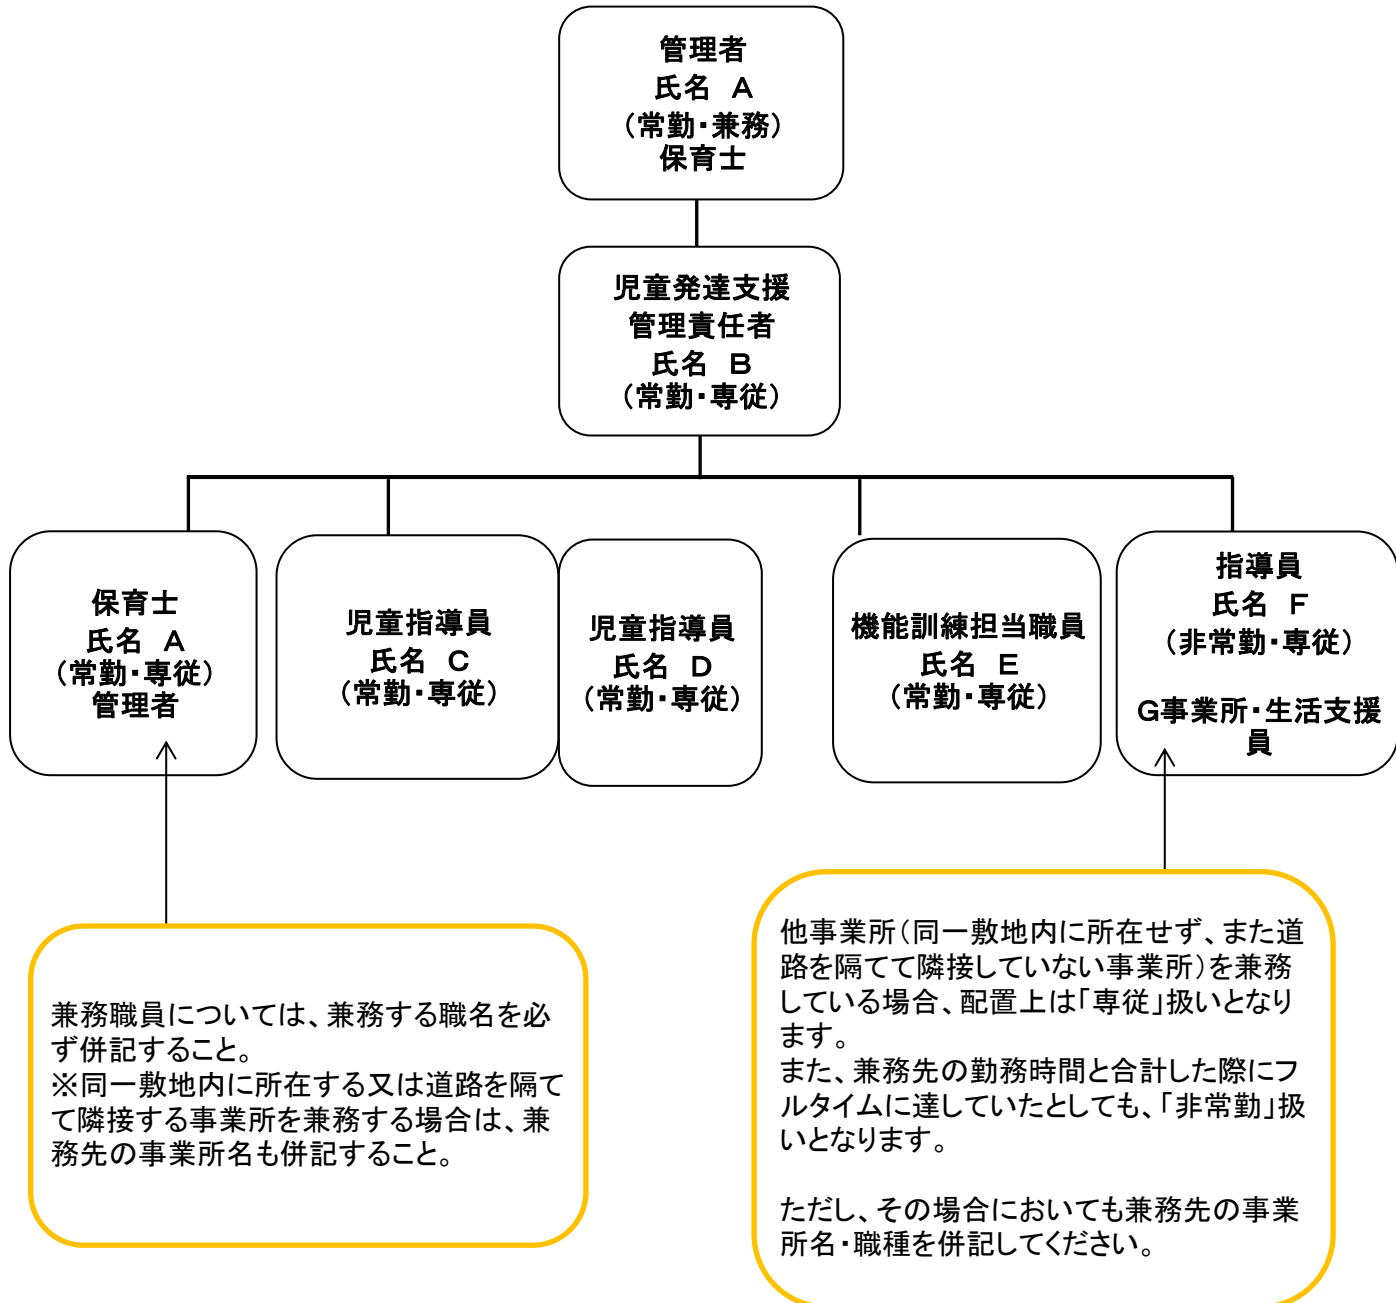 管理者
氏名　A
（常勤・兼務）
保育士
児童発達支援
管理責任者
氏名　B
（常勤・専従）
保育士
氏名　A
（常勤・専従）
管理者
児童指導員
氏名　C
（常勤・専従）
児童指導員
氏名　D
（常勤・専従）
機能訓練担当職員
氏名　E
（常勤・専従）
指導員
氏名　F
（非常勤・専従）
G事業所・生活支援
員
兼務職員については、兼務する職名を必
ず併記すること。
※同一敷地内に所在する又は道路を隔て
て隣接する事業所を兼務する場合は、兼
務先の事業所名も併記すること。
他事業所（同一敷地内に所在せず、また道
路を隔てて隣接していない事業所）を兼務
している場合、配置上は「専従」扱いとなり
ます。
また、兼務先の勤務時間と合計した際にフ
ルタイムに達していたとしても、「非常勤」扱
いとなります。
ただし、その場合においても兼務先の事業
所名・職種を併記してください。